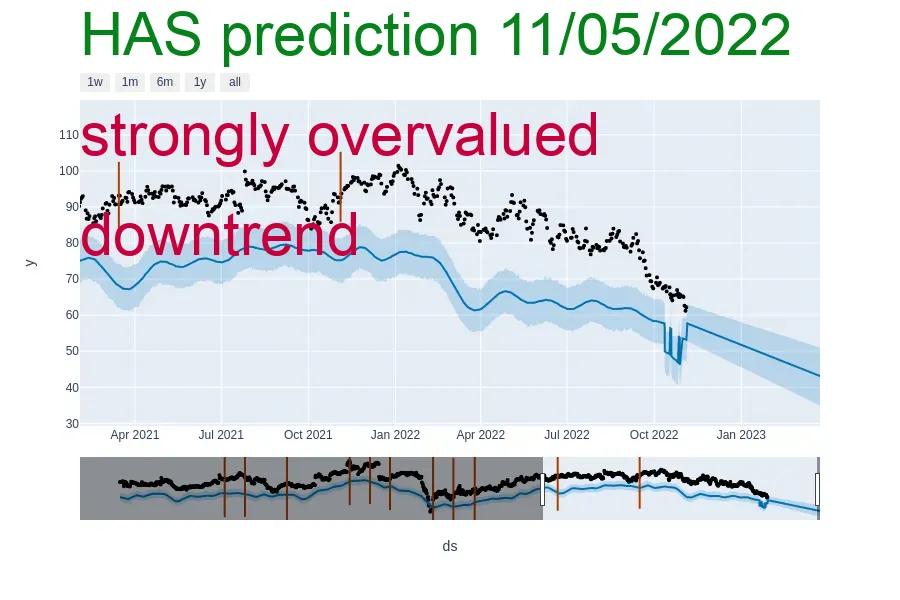 HAS prediction 11/05/2022
1w 1m 6m 1y all
strongly overvalued
downtrend
110
100
90
80
70
60
50
40
30
y
Apr 2021 Jul 2021 Oct 2021 Jan 2022 Apr 2022 Jul 2022 Oct 2022 Jan 2023
ds